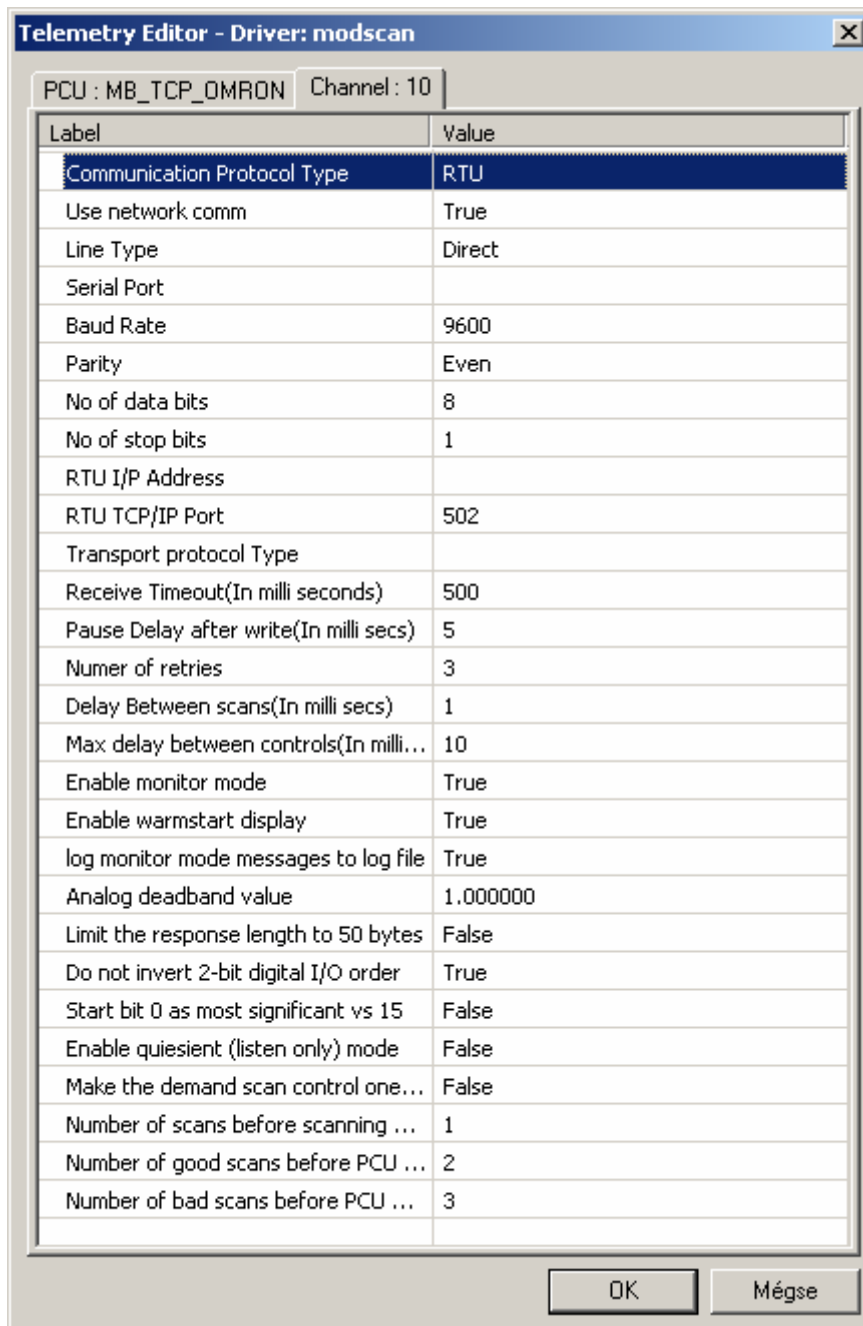 Telemetry Editor - Driver: modscan
PCU : MB_TCP_OMRON Channel : 10
Label Value
Communication Protocol Type RTU
Use network comm True
Line Type Direct
Serial Port
Baud Rate 9600
Parity Even
No of data bits 8
No of stop bits 1
RTU I/P Address
RTU TCP/IP Port 502
Transport protocol Type
Receive Timeout(In milli seconds) 500
Pause Delay after write(In milli secs) 5
Numer of retries 3
Delay Between scans(In milli secs) 1
Max delay between controls(In milli... 10
Enable monitor mode True
Enable warmstart display True
log monitor mode messages to log file True
Analog deadband value 1.000000
Limit the response length to 50 bytes False
Do not invert 2-bit digital I/O order True
Start bit 0 as most significant vs 15 False
Enable quiesient (listen only) mode False
Make the demand scan control one... False
Number of scans before scanning ... 1
Number of good scans before PCU ... 2
Number of bad scans before PCU ... 3
OK Mégse